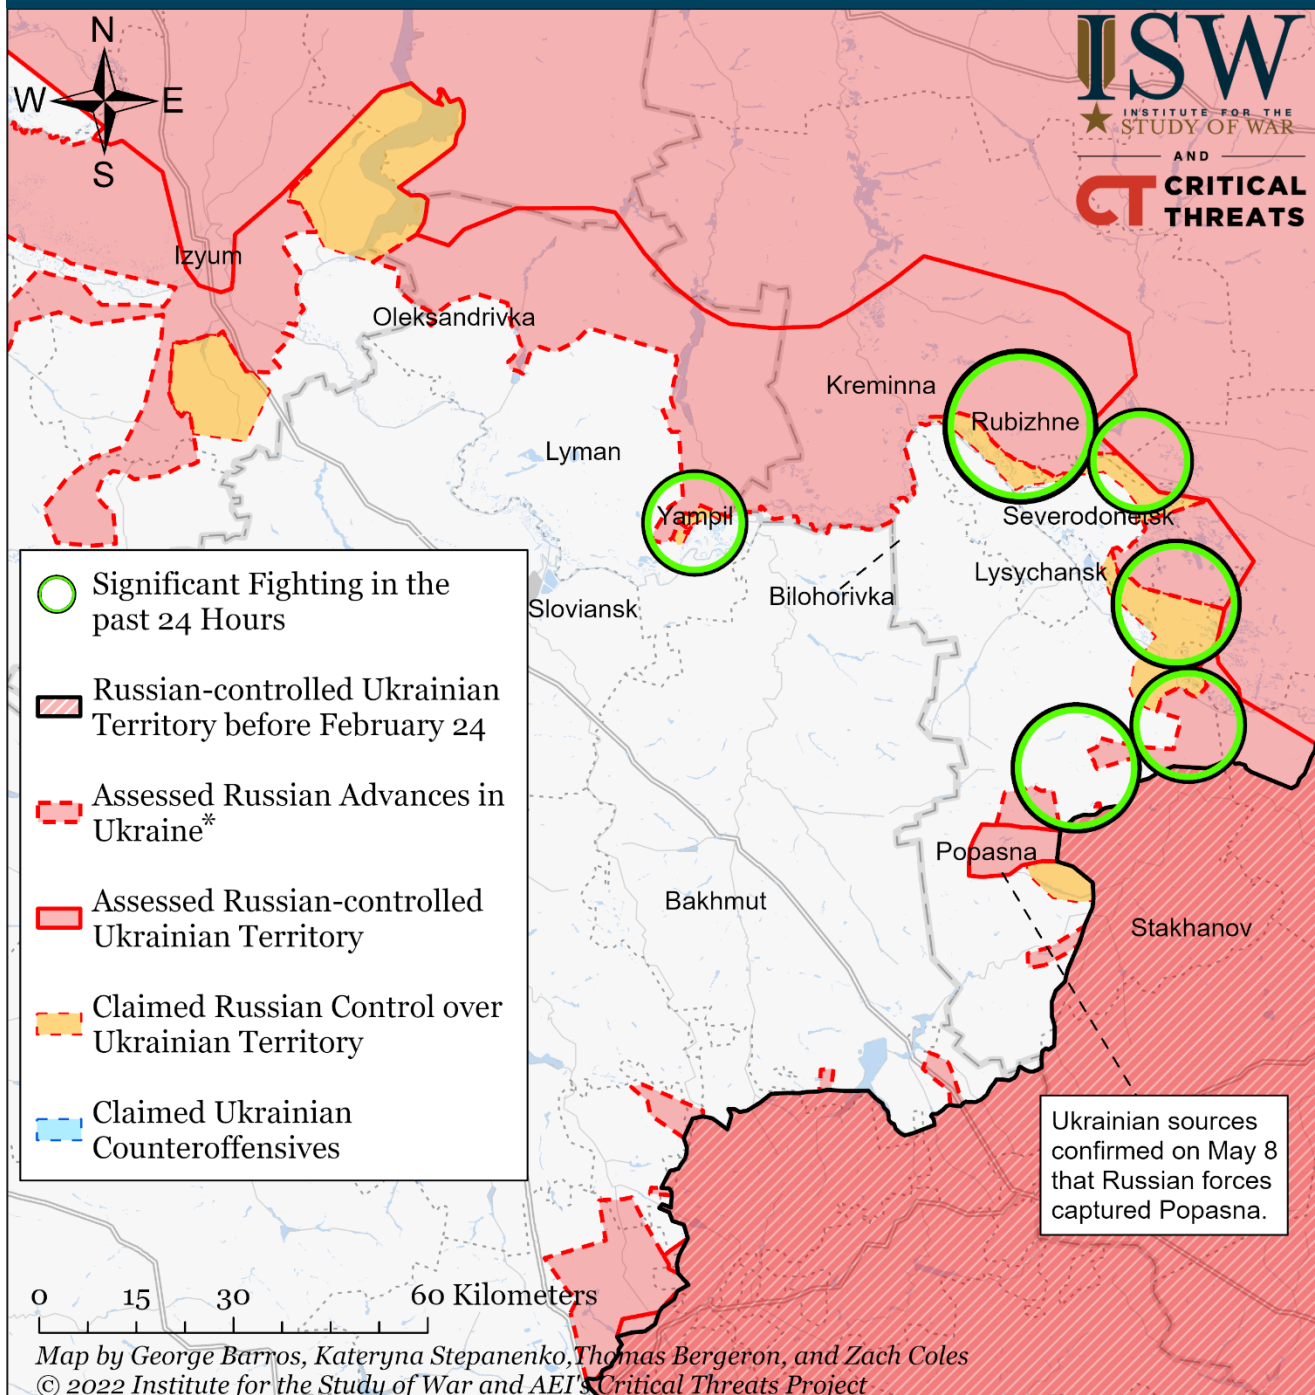 N
W E
S
ISW
INSTITUTE FOR THE
STUDY OF WAR
AND
CT CRITICAL
THREATS
Izyum
Oleksandrivka
Kreminna
Rubizhne
Lyman
Yampil
Severodonetsk
Lysychansk
Bilohorivka
Sloviansk
Popasna
Bakhmut
Stakhanov
Significant Fighting in the
past 24 Hours
Russian-controlled Ukrainian
Territory before February 24
Assessed Russian Advances in
Ukraine*
Assessed Russian-controlled
Ukrainian Territory
Claimed Russian Control over
Ukrainian Territory
Claimed Ukrainian
Counteroffensives
Ukrainian sources
confirmed on May 8
that Russian forces
captured Popasna.
0 15 30 60 Kilometers
Map by George Barros, Kateryna Stepanenko, Thomas Bergeron, and Zach Coles
© 2022 Institute for the Study of War and AEI's Critical Threats Project